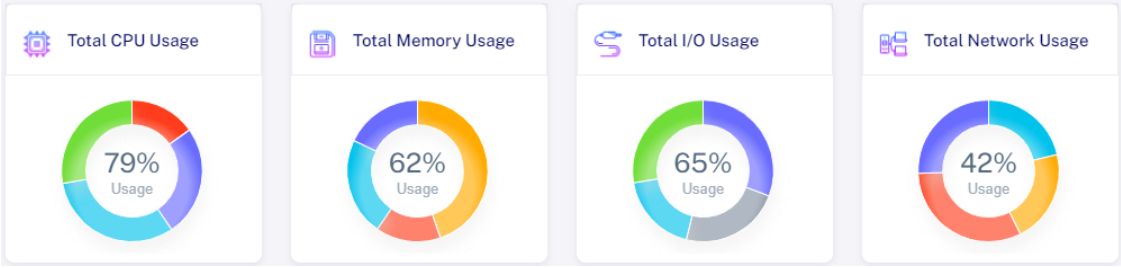 Total CPU Usage
79%
Usage
Total Memory Usage
62%
Usage
Total I/O Usage
65%
Usage
Total Network Usage
42%
Usage